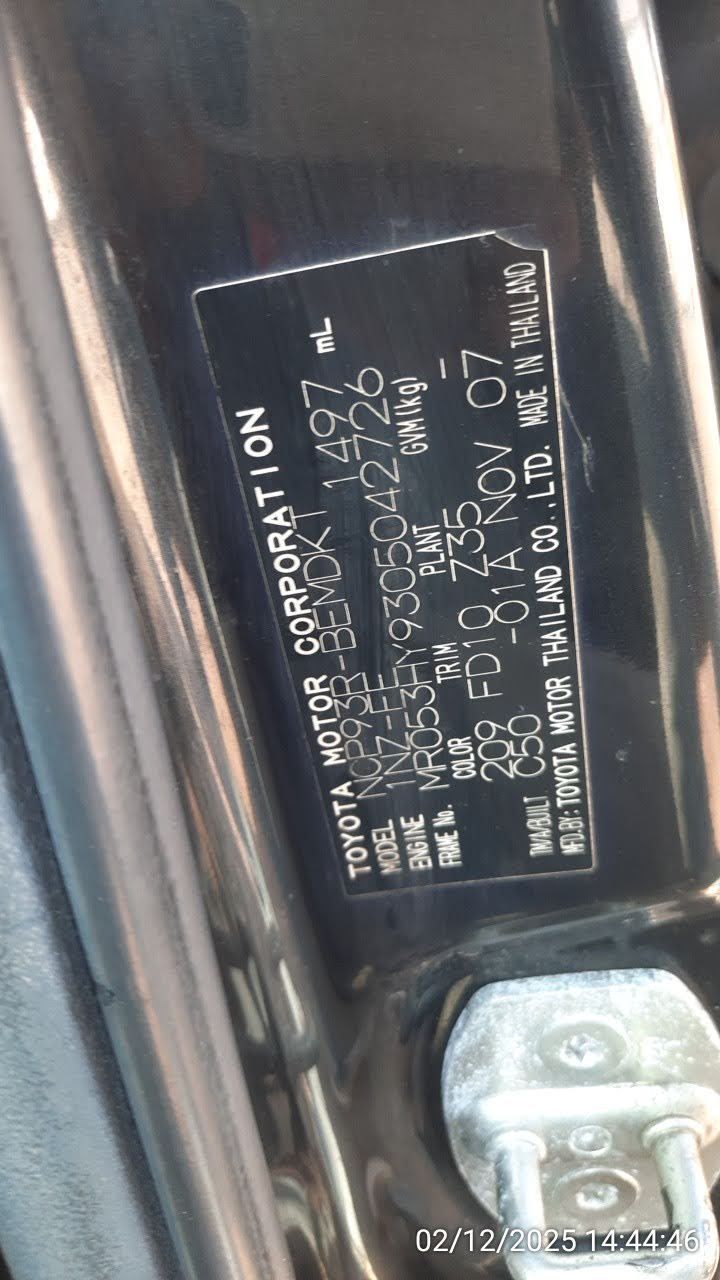 TOYOTA MOTOR CORPORATION
MODEL NCP93R-BEMDKT 1497 mL
ENGINE 1NZ-FE
FRAME No. MR053HY9305042726
COLOR TRIM PLANT GVM(kg)
209 FD10 Z35 –
C50 -01A NOV 07
T/M/A/BUILT
MFD.BY: TOYOTA MOTOR THAILAND CO.,LTD. MADE IN THAILAND
02/12/2025 14:44:46